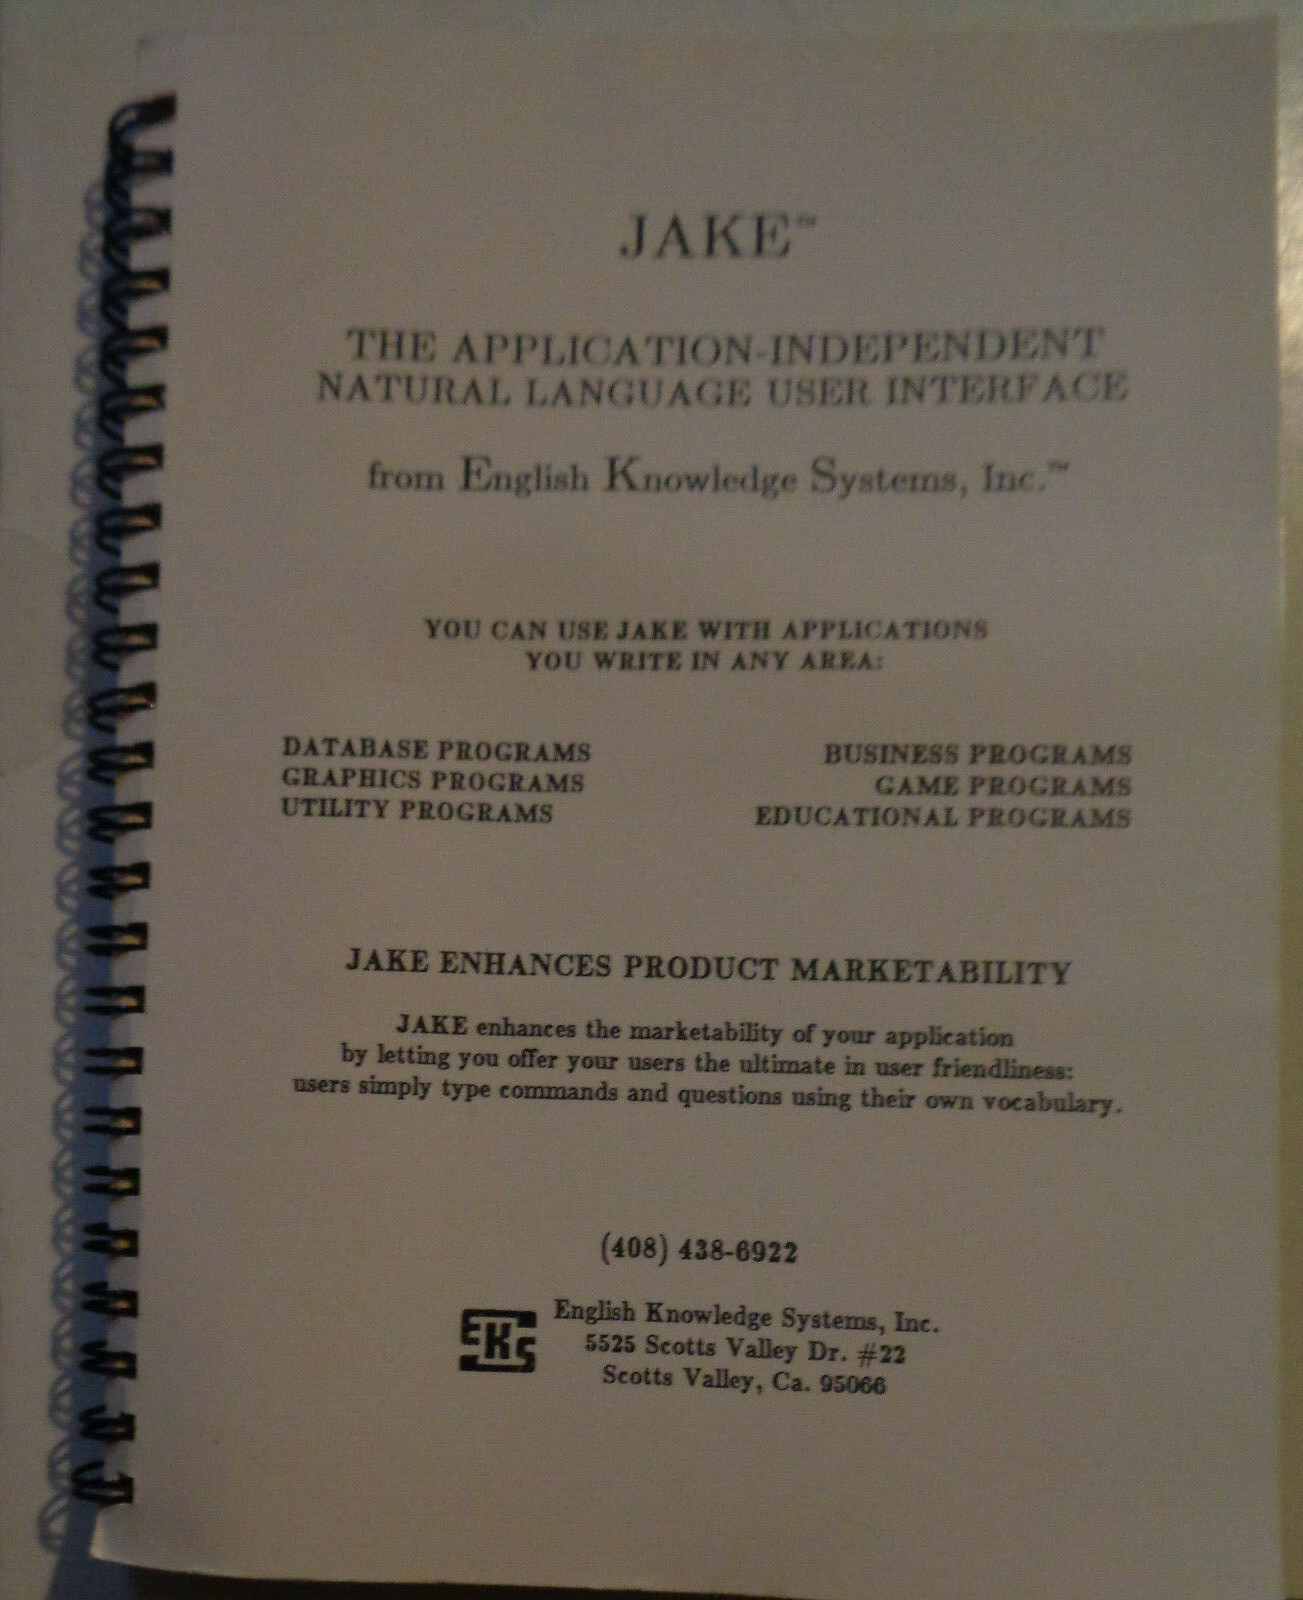 JAKE™
THE APPLICATION-INDEPENDENT
NATURAL LANGUAGE USER INTERFACE
from English Knowledge Systems, Inc.™
YOU CAN USE JAKE WITH APPLICATIONS
YOU WRITE IN ANY AREA:
DATABASE PROGRAMS
GRAPHICS PROGRAMS
UTILITY PROGRAMS
BUSINESS PROGRAMS
GAME PROGRAMS
EDUCATIONAL PROGRAMS
JAKE ENHANCES PRODUCT MARKETABILITY
JAKE enhances the marketability of your application
by letting you offer your users the ultimate in user friendliness:
users simply type commands and questions using their own vocabulary.
(408) 438-6922
EKS
English Knowledge Systems, Inc.
5525 Scotts Valley Dr. #22
Scotts Valley, Ca. 95066